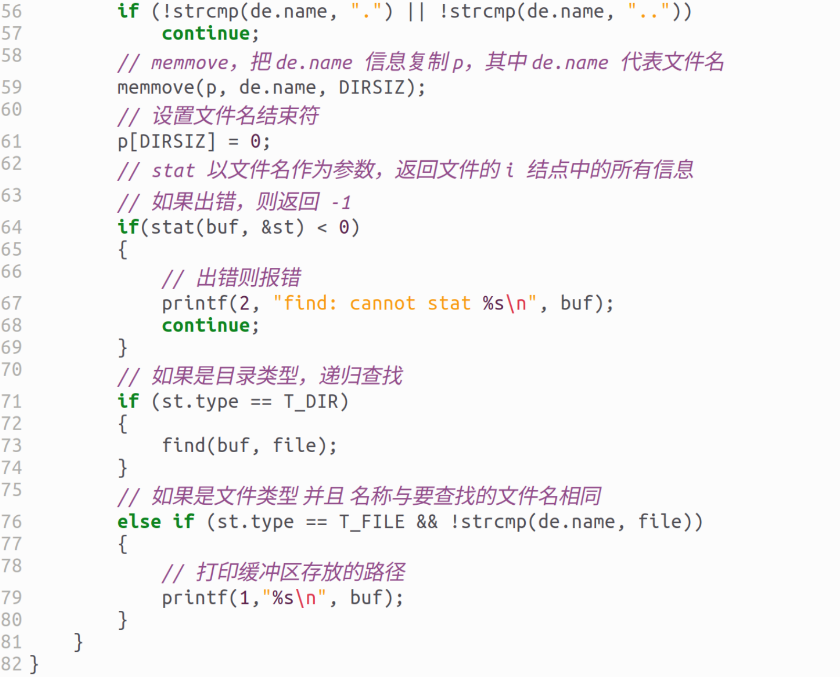 56 if (!strcmp(de.name, ".") || !strcmp(de.name, ".."))
57 continue;
58 // memmove，把 de.name 信息复制 p，其中 de.name 代表文件名
59 memmove(p, de.name, DIRSIZ);
60 // 设置文件名结束符
61 p[DIRSIZ] = 0;
62 // stat 以文件名作为参数，返回文件的 i 结点中的所有信息
63 // 如果出错，则返回 -1
64 if(stat(buf, &st) < 0)
65 {
66 // 出错则报错
67 printf(2, "find: cannot stat %s\n", buf);
68 continue;
69 }
70 // 如果是目录类型，递归查找
71 if (st.type == T_DIR)
72 {
73 find(buf, file);
74 }
75 // 如果是文件类型 并且 名称与要查找的文件名相同
76 else if (st.type == T_FILE && !strcmp(de.name, file))
77 {
78 // 打印缓冲区存放的路径
79 printf(1,"%s\n", buf);
80 }
81 }
82 }